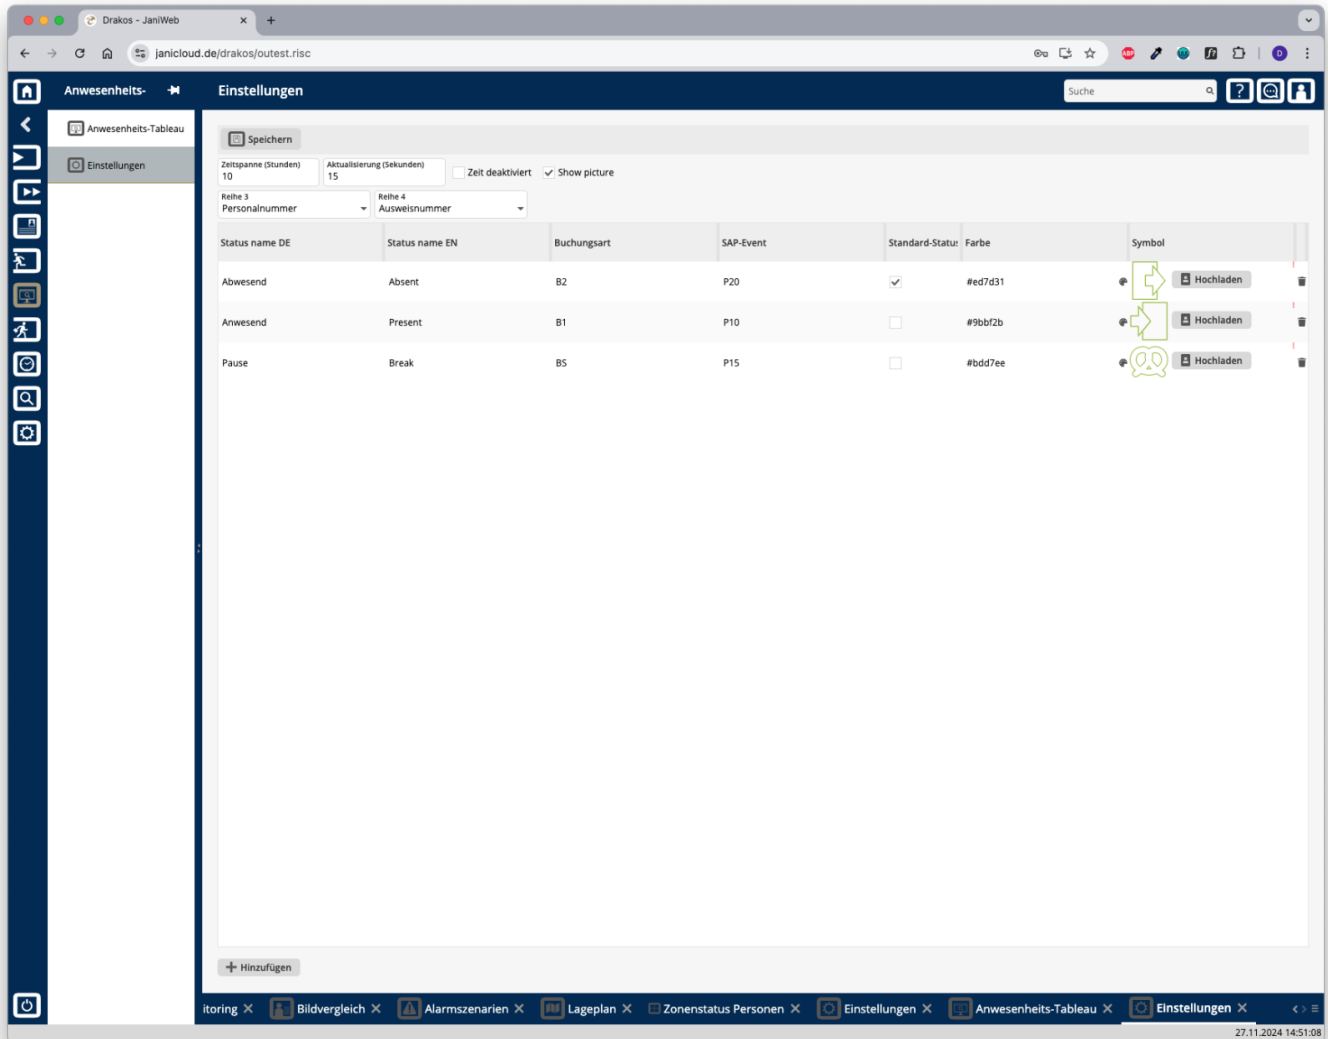 Drakos - JaniWeb
janicloud.de/drakos/outest.risc
ABP
D
Anwesenheits-
Einstellungen
Suche
Anwesenheits-Tableau
Einstellungen
Speichern
Zeitspanne (Stunden)
10
Aktualisierung (Sekunden)
15
Zeit deaktiviert
Show picture
Reihe 3
Personalnummer
Reihe 4
Ausweisnummer
Status name DE Status name EN Buchungsart SAP-Event Standard-Status Farbe Symbol
Abwesend Absent B2 P20 #ed7d31 Hochladen
Anwesend Present B1 P10 #9bbf2b Hochladen
Pause Break BS P15 #bdd7ee Hochladen
Hinzufügen
itoring Bildvergleich Alarmszenarien Lageplan Zonenstatus Personen Einstellungen Anwesenheits-Tableau Einstellungen
27.11.2024 14:51:08